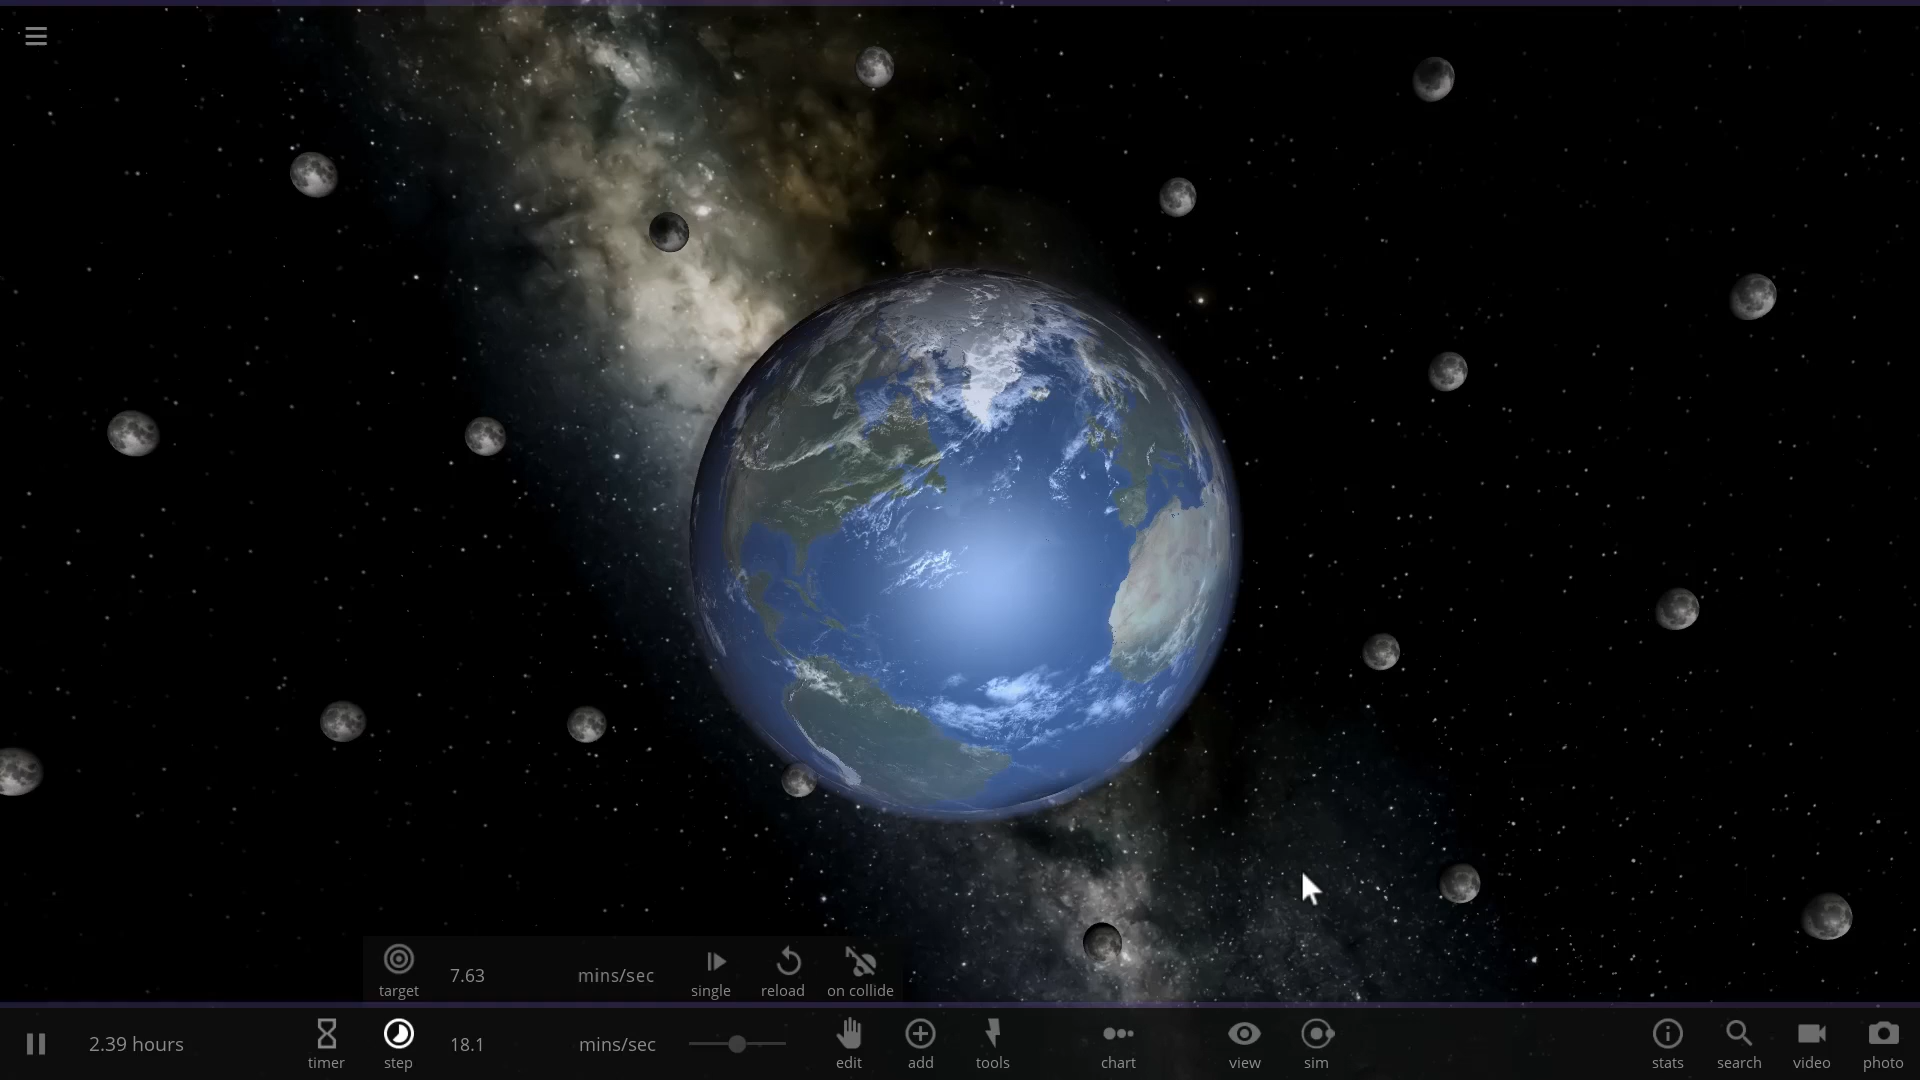 target
7.63 mins/sec
single
reload
on collide
2.39 hours
timer
step
18.1 mins/sec
edit
add
tools
chart
view
sim
stats
search
video
photo